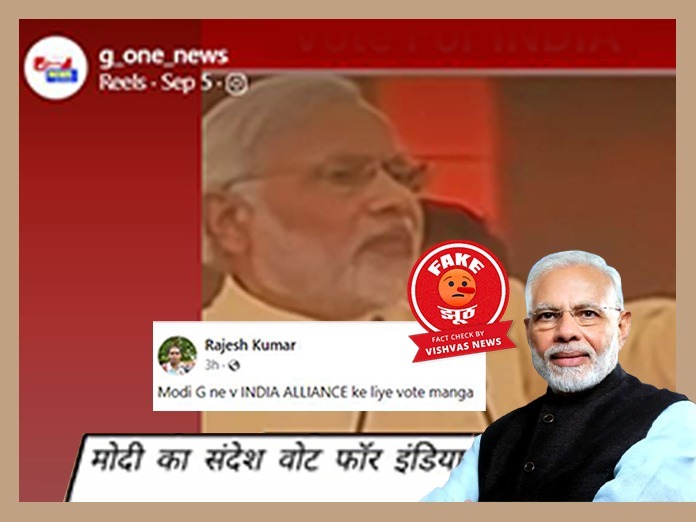 Vote For INDIA
g_one_news
Reels · Sep 5 ·
NEWS
FAKE
झूठ
FACT CHECK BY
VISHVAS NEWS
Rajesh Kumar
3h ·
Modi G ne v INDIA ALLIANCE ke liye vote manga
मोदी का संदेश वोट फॉर इंडिया